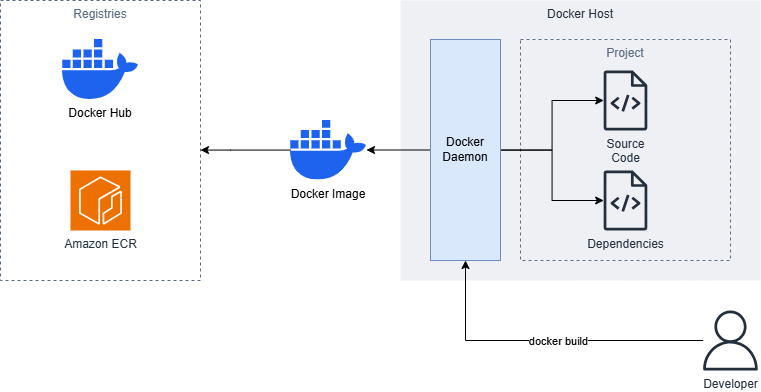 Registries
Docker Host
Project
Docker Hub
Docker
Daemon
Source
Code
Docker Image
Amazon ECR
Dependencies
docker build
Developer